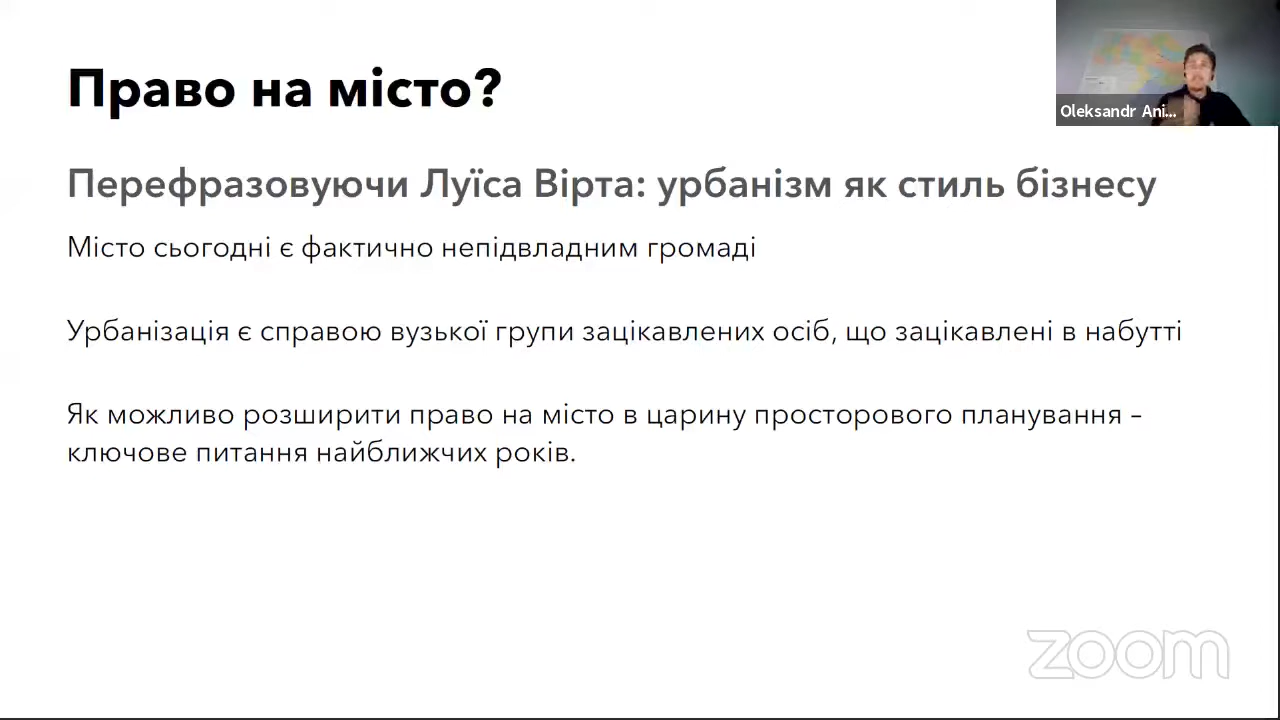 Право на місто?
Oleksandr Ani...
Перефразовуючи Луїса Вірта: урбанізм як стиль бізнесу
Місто сьогодні є фактично непідвладним громаді
Урбанізація є справою вузької групи зацікавлених осіб, що зацікавлені в набутті
Як можливо розширити право на місто в царину просторового планування –
ключове питання найближчих років.
zoom